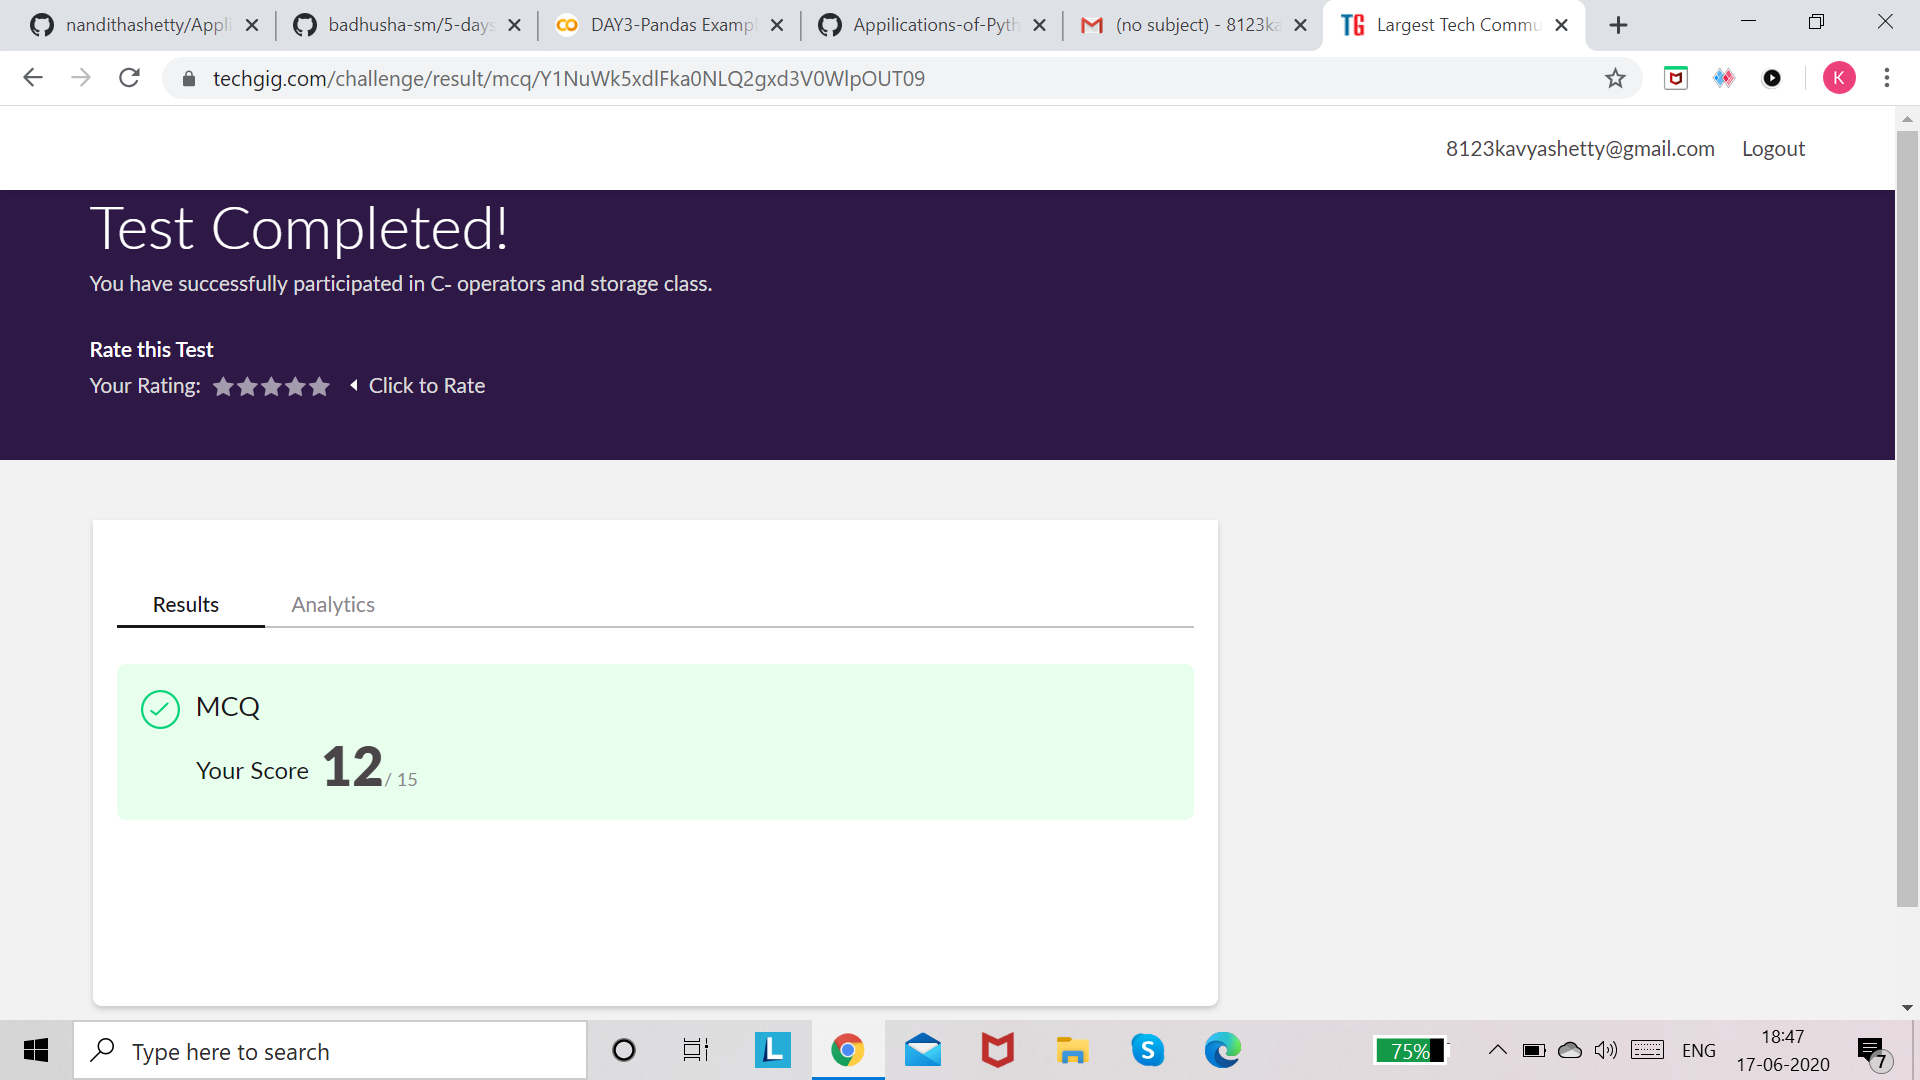 nandithashetty/Appli
badhusha-sm/5-days
DAY3-Pandas Exampl
Appilications-of-Pyth
(no subject) - 8123ka
Largest Tech Commu
techgig.com/challenge/result/mcq/Y1NuWk5xdlFka0NLQ2gxd3V0WlpOUT09
K
8123kavyashetty@gmail.com Logout
Test Completed!
You have successfully participated in C- operators and storage class.
Rate this Test
Your Rating: Click to Rate
Results Analytics
MCQ
Your Score 12 / 15
Type here to search
75%
ENG
18:47
17-06-2020
7